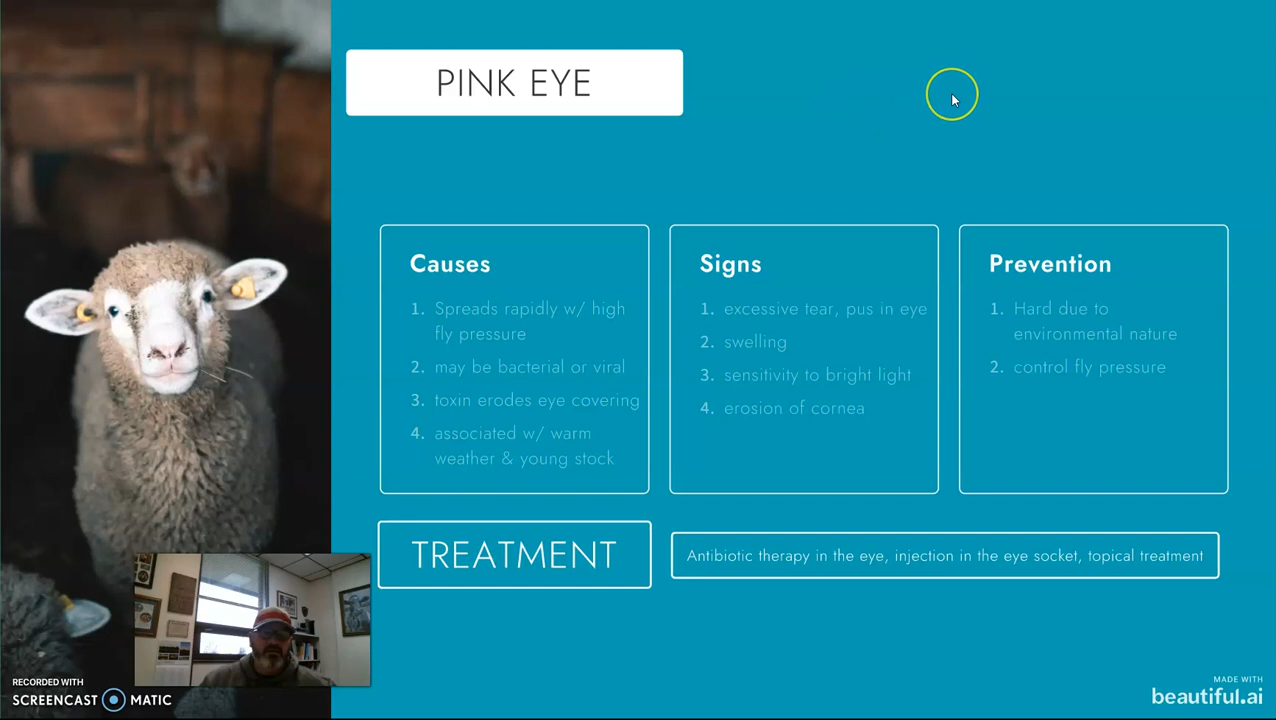 PINK EYE
Causes
1. Spreads rapidly w/ high
fly pressure
2. may be bacterial or viral
3. toxin erodes eye covering
4. associated w/ warm
weather & young stock
Signs
1. excessive tear, pus in eye
2. swelling
3. sensitivity to bright light
4. erosion of cornea
Prevention
1. Hard due to
environmental nature
2. control fly pressure
TREATMENT
Antibiotic therapy in the eye, injection in the eye socket, topical treatment
RECORDED WITH
SCREENCAST MATIC
MADE WITH
beautiful.ai